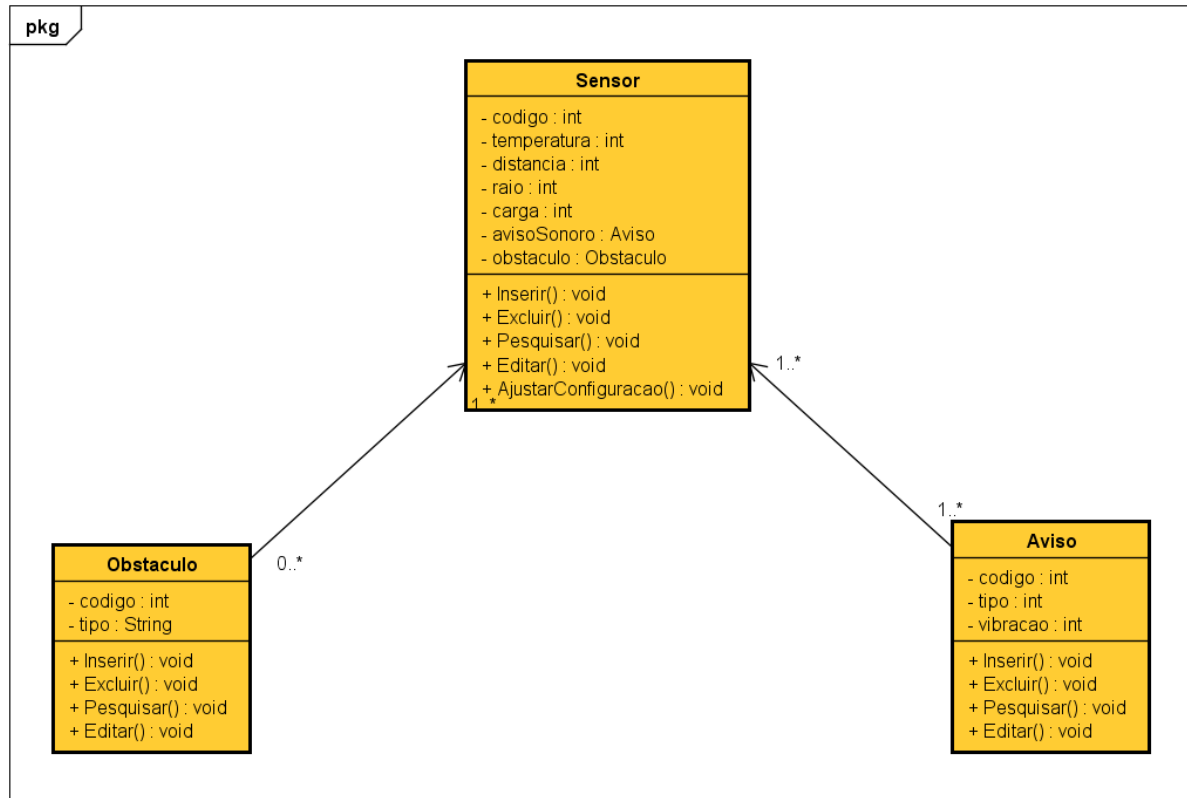 pkg
Sensor
- codigo : int
- temperatura : int
- distancia : int
- raio : int
- carga : int
- avisoSonoro : Aviso
- obstaculo : Obstaculo
+ Inserir() : void
+ Excluir() : void
+ Pesquisar() : void
+ Editar() : void
+ AjustarConfiguracao() : void
1..*
1..*
0..*
1..*
Obstaculo
- codigo : int
- tipo : String
+ Inserir() : void
+ Excluir() : void
+ Pesquisar() : void
+ Editar() : void
Aviso
- codigo : int
- tipo : int
- vibracao : int
+ Inserir() : void
+ Excluir() : void
+ Pesquisar() : void
+ Editar() : void